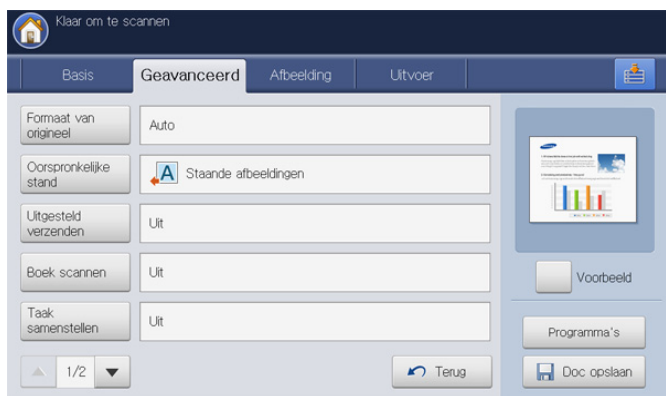 Klaar om te scannen
Basis
Geavanceerd
Afbeelding
Uitvoer
Formaat van
origineel
Auto
Oorspronkelijke
stand
A
Staande afbeeldingen
Uitgesteld
verzenden
Uit
Boek scannen
Uit
Taak
samenstellen
Uit
1/2
Terug
Voorbeeld
Programma's
Doc opslaan